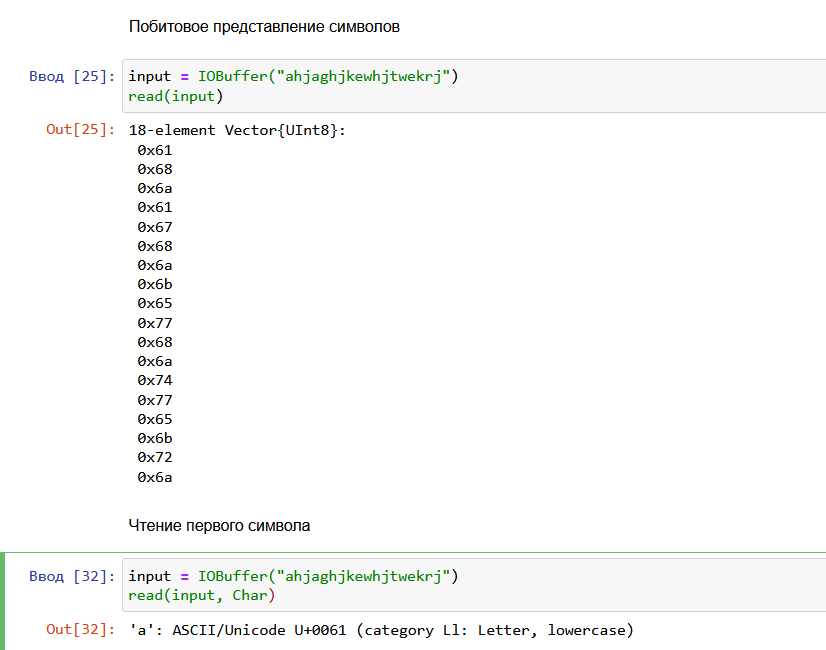 Побитовое представление символов
Ввод [25]: input = IOBuffer("ahjaghjkewhjtwekrj")
read(input)
Out[25]: 18-element Vector{UInt8}:
0x61
0x68
0x6a
0x61
0x67
0x68
0x6a
0x6b
0x65
0x77
0x68
0x6a
0x74
0x77
0x65
0x6b
0x72
0x6a
Чтение первого символа
Ввод [32]: input = IOBuffer("ahjaghjkewhjtwekrj")
read(input, Char)
Out[32]: 'a': ASCII/Unicode U+0061 (category Ll: Letter, lowercase)